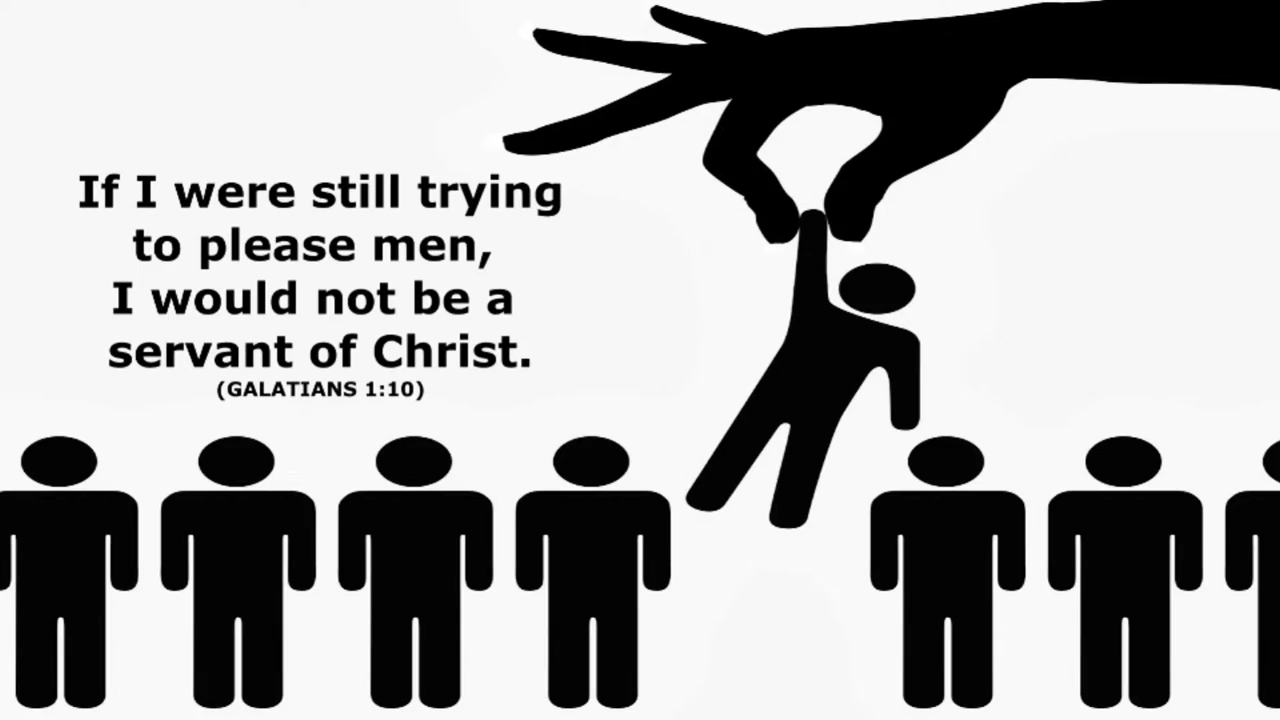 If I were still trying
to please men,
I would not be a
servant of Christ.
(GALATIANS 1:10)